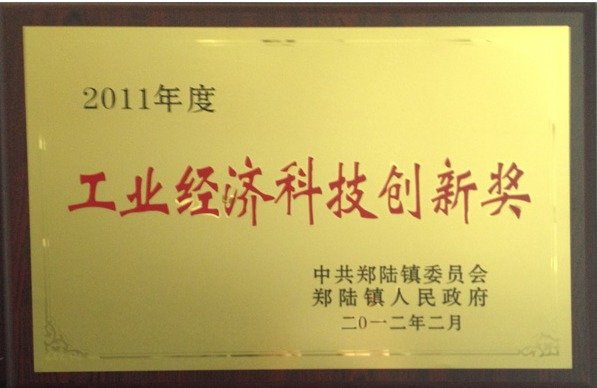 2011年度
工业经济科技创新奖
中共郑陆镇委员会
郑陆镇人民政府
二〇一二年二月